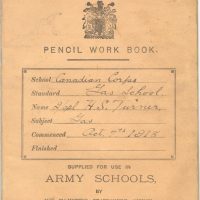 PENCIL WORK BOOK.
School Canadian Corps
Standard Gas School.
Name H. S. Turner.
Subject Gas
Commenced Oct. 7th 1918
Finished
SUPPLIED FOR USE IN
ARMY SCHOOLS,
BY